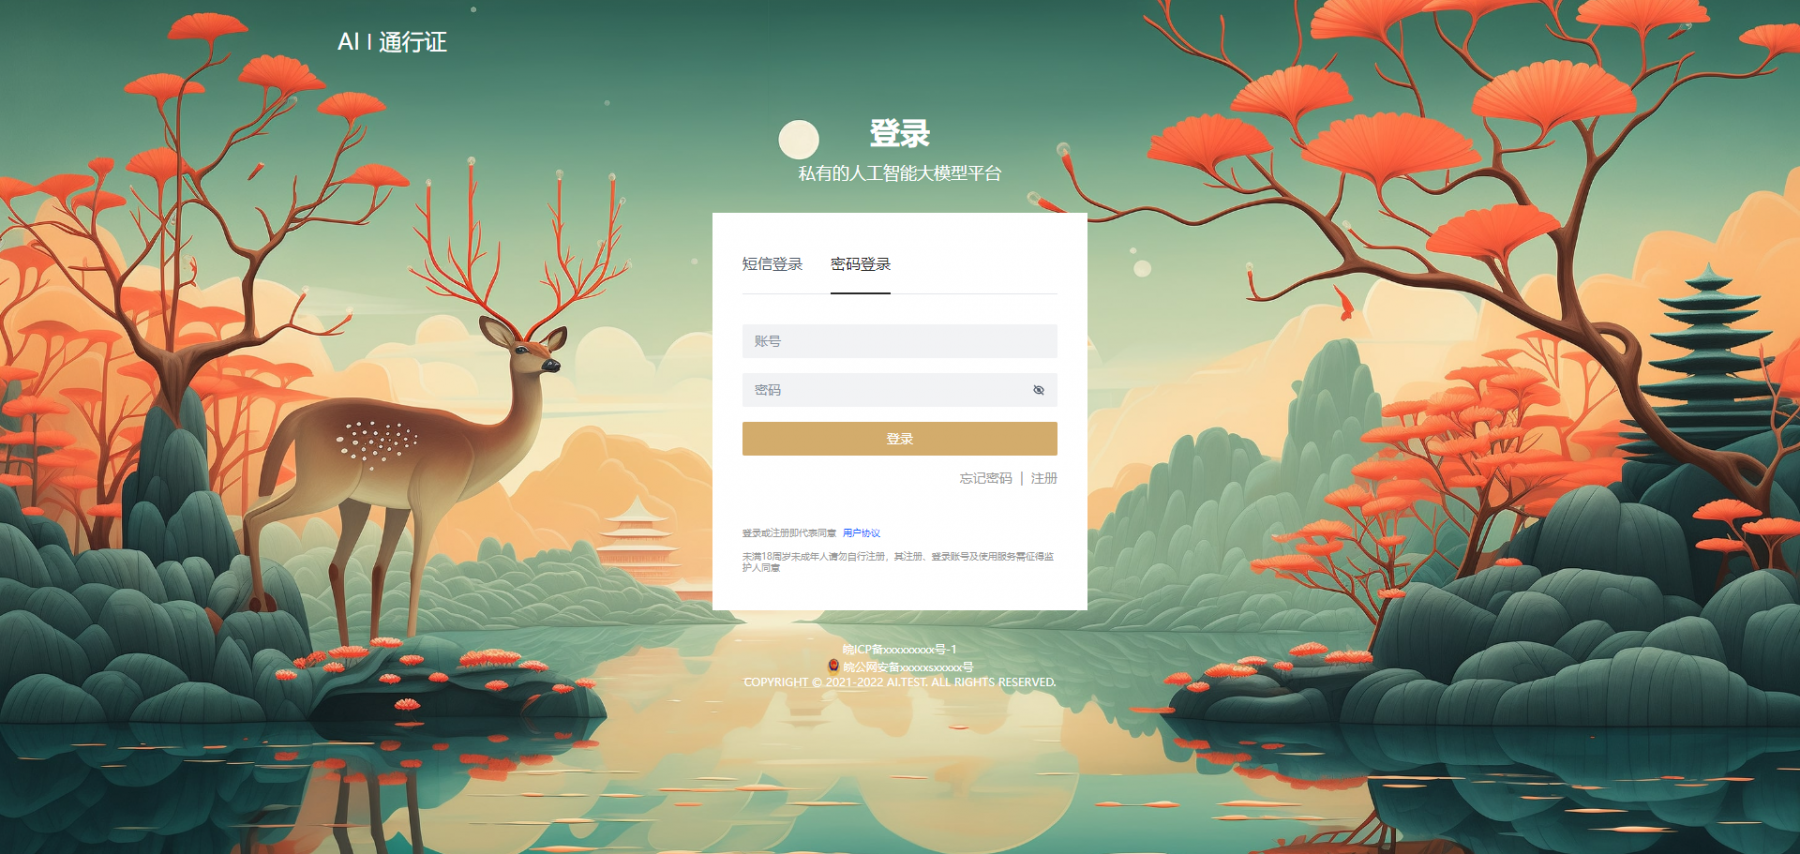 AI | 通行证
登录
私有的人工智能大模型平台
短信登录 密码登录
账号
密码
登录
忘记密码 | 注册
登录或注册即代表同意 用户协议
未满18周岁未成年人请勿自行注册，其注册、登录账号及使用服务需征得监
护人同意
皖ICP备xxxxxxxxx号-1
皖公网安备xxxxxsxxxxx号
COPYRIGHT © 2021-2022 AI.TEST. ALL RIGHTS RESERVED.